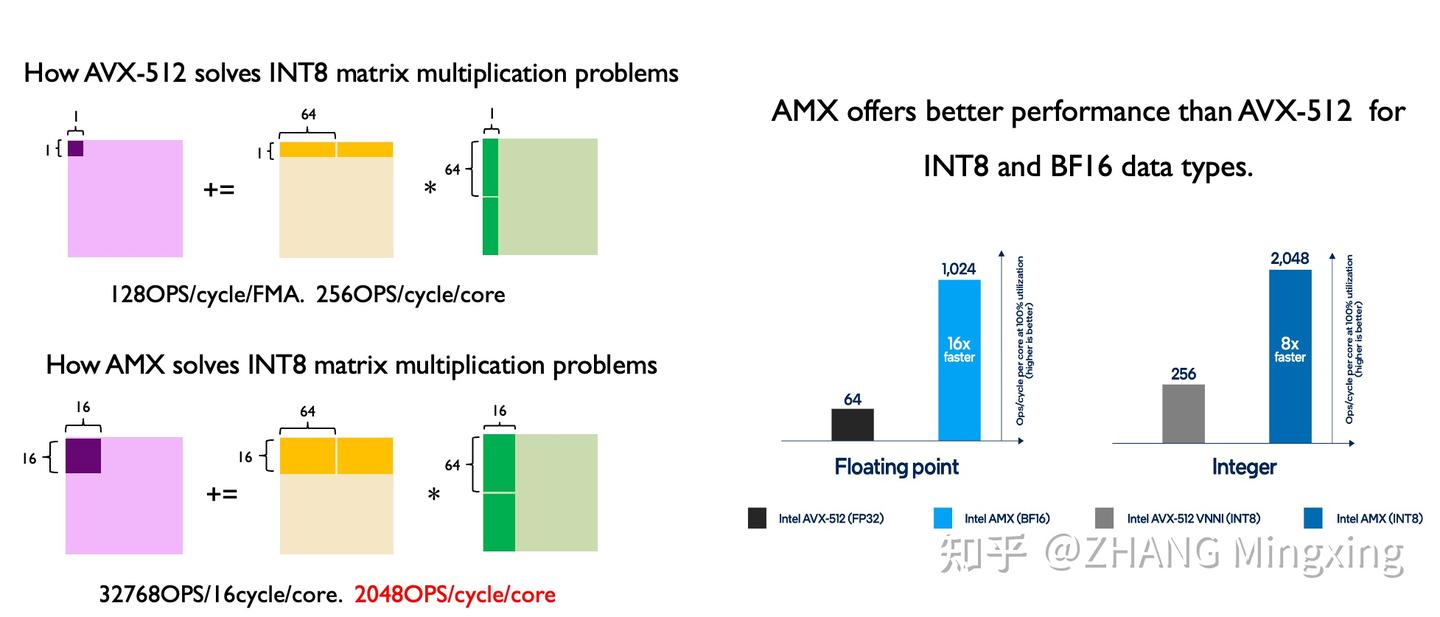 How AVX-512 solves INT8 matrix multiplication problems
1
1
+=
64
1
*
1
64
128OPS/cycle/FMA. 256OPS/cycle/core
How AMX solves INT8 matrix multiplication problems
16
16
+=
64
16
*
16
64
32768OPS/16cycle/core. 2048OPS/cycle/core
AMX offers better performance than AVX-512 for
INT8 and BF16 data types.
64
1,024
16x
faster
Ops/cycle per core at 100% utilization
(higher is better)
Floating point
256
2,048
8x
faster
Ops/cycle per core at 100% utilization
(higher is better)
Integer
Intel AVX-512 (FP32)
Intel AMX (BF16)
Intel AVX-512 VNNI (INT8)
Intel AMX (INT8)
知乎 @ZHANG Mingxing